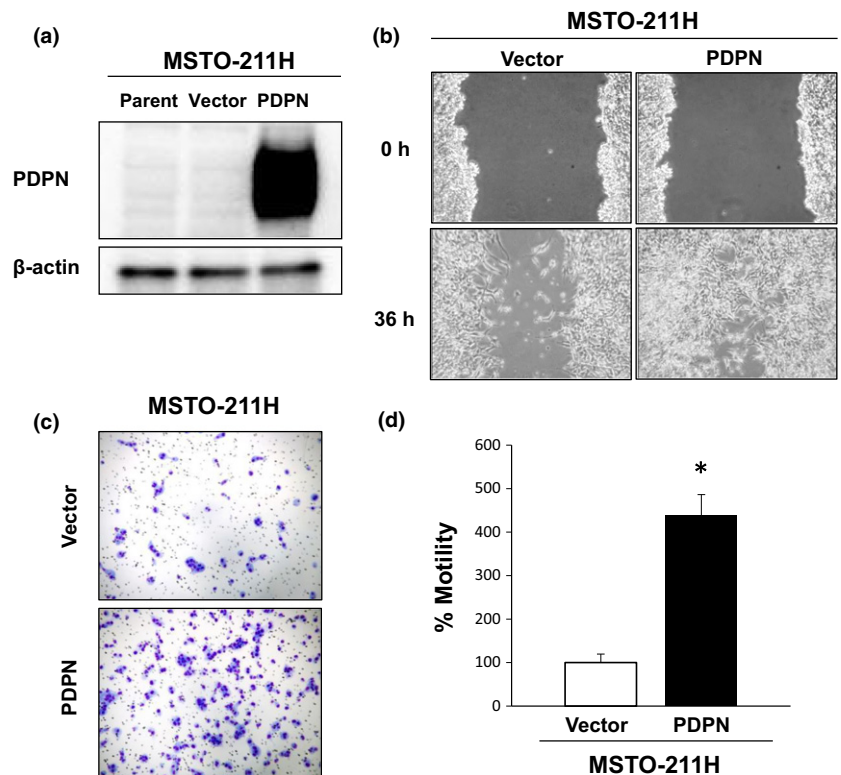 (a)
MSTO-211H
Parent Vector PDPN
PDPN
β-actin
(b)
MSTO-211H
Vector PDPN
0 h
36 h
(c)
MSTO-211H
Vector
PDPN
(d)
% Motility
600
500
400
300
200
100
0
*
Vector PDPN
MSTO-211H